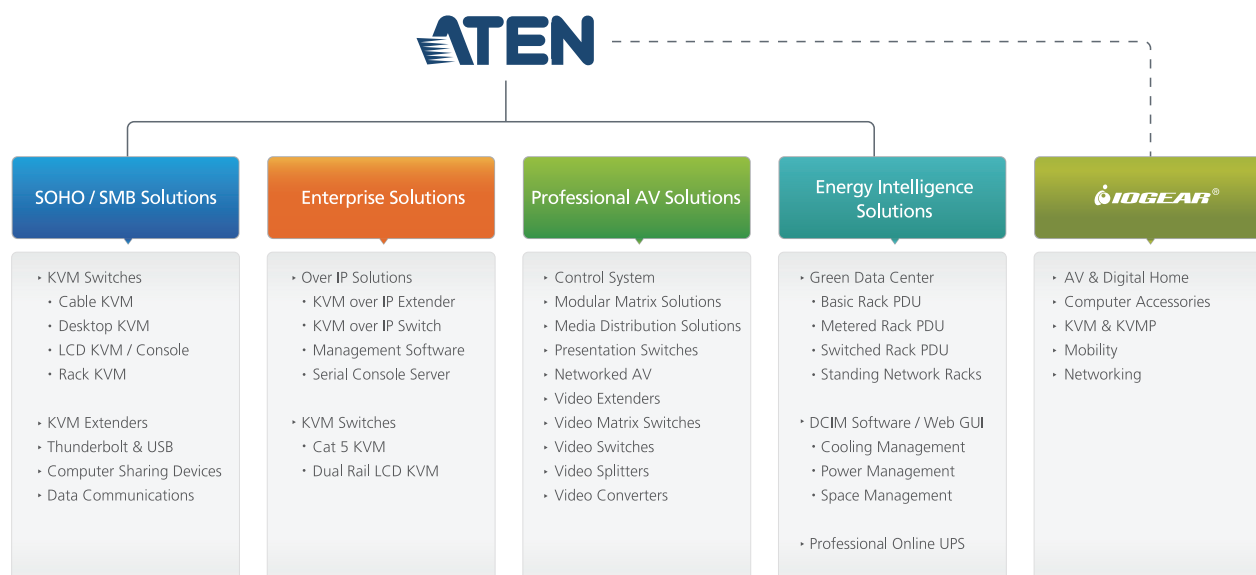 ATEN
SOHO / SMB Solutions
KVM Switches
Cable KVM
Desktop KVM
LCD KVM / Console
Rack KVM
KVM Extenders
Thunderbolt & USB
Computer Sharing Devices
Data Communications
Enterprise Solutions
Over IP Solutions
KVM over IP Extender
KVM over IP Switch
Management Software
Serial Console Server
KVM Switches
Cat 5 KVM
Dual Rail LCD KVM
Professional AV Solutions
Control System
Modular Matrix Solutions
Media Distribution Solutions
Presentation Switches
Networked AV
Video Extenders
Video Matrix Switches
Video Switches
Video Splitters
Video Converters
Energy Intelligence
Solutions
Green Data Center
Basic Rack PDU
Metered Rack PDU
Switched Rack PDU
Standing Network Racks
DCIM Software / Web GUI
Cooling Management
Power Management
Space Management
Professional Online UPS
IOGEAR®
AV & Digital Home
Computer Accessories
KVM & KVMP
Mobility
Networking